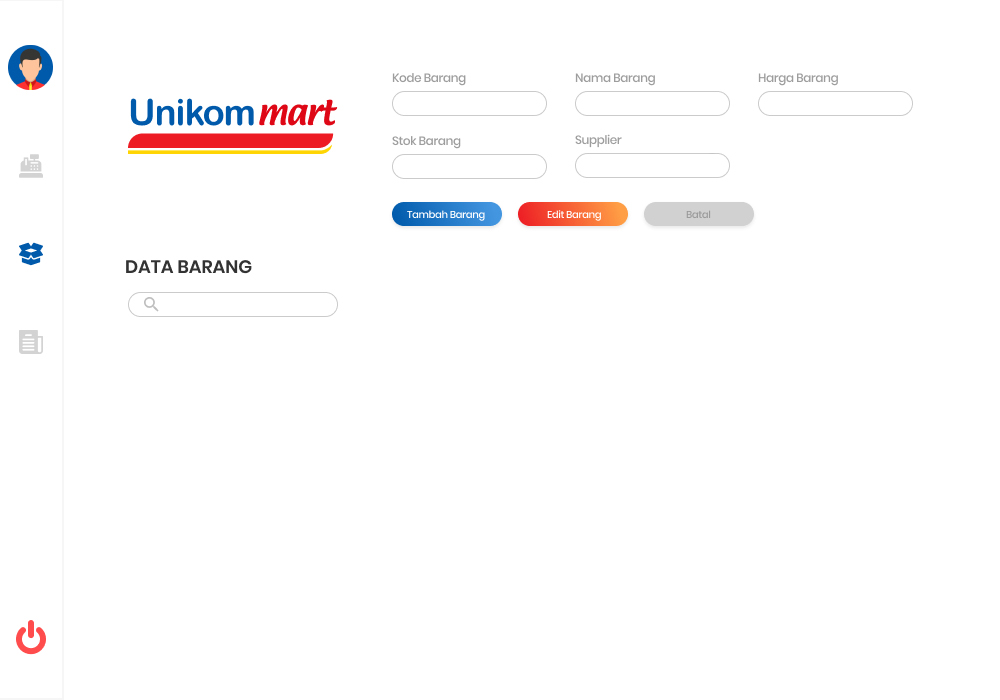 Unikom mart
Kode Barang
Nama Barang
Harga Barang
Stok Barang
Supplier
Tambah Barang
Edit Barang
Batal
DATA BARANG